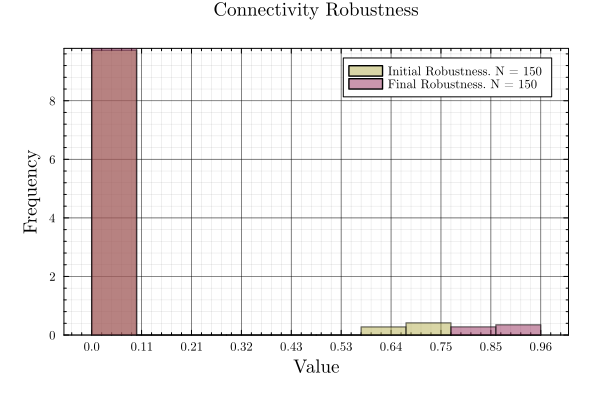 Connectivity Robustness
Initial Robustness. N = 150
Final Robustness. N = 150
Frequency
8
6
4
2
0
0.0 0.11 0.21 0.32 0.43 0.53 0.64 0.75 0.85 0.96
Value